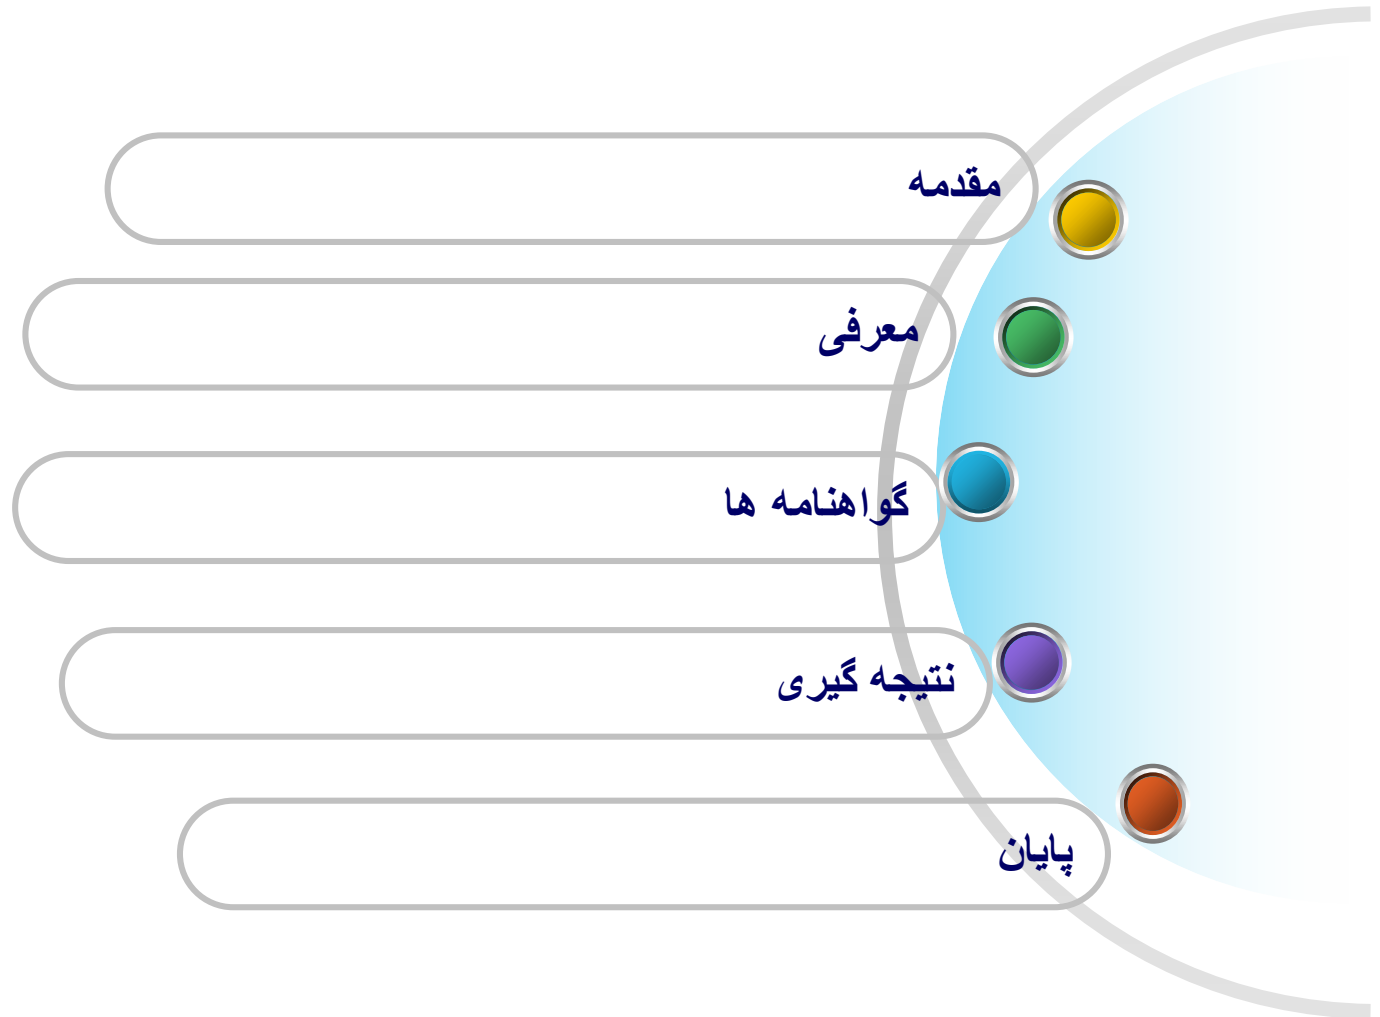 مقدمه
معرفی
گواهنامه ها
نتیجه گیری
پایان